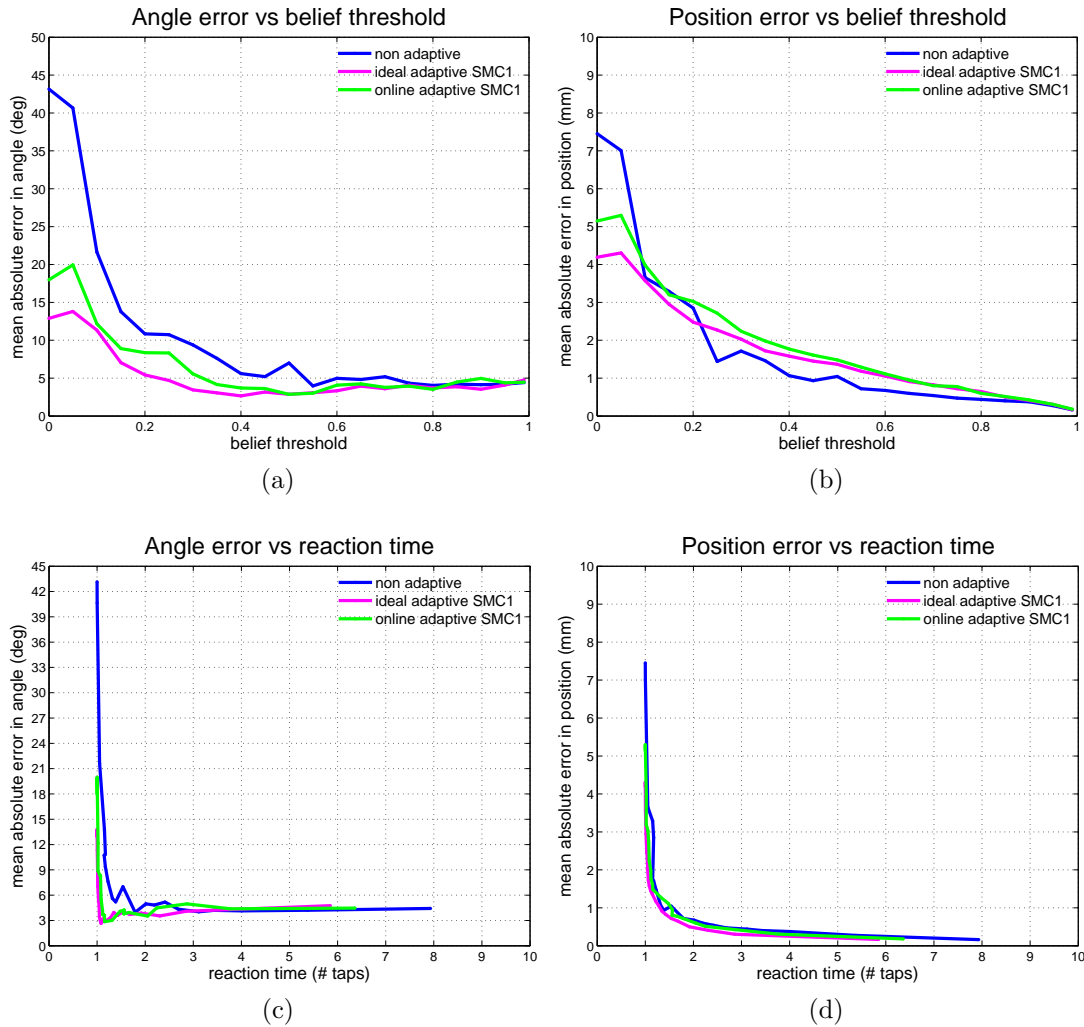 Angle error vs belief threshold
50
45
40
35
30
25
20
15
10
5
0
mean absolute error in angle (deg)
non adaptive
ideal adaptive SMC1
online adaptive SMC1
0 0.2 0.4 0.6 0.8 1
belief threshold
(a)
Position error vs belief threshold
10
9
8
7
6
5
4
3
2
1
0
mean absolute error in position (mm)
non adaptive
ideal adaptive SMC1
online adaptive SMC1
0 0.2 0.4 0.6 0.8 1
belief threshold
(b)
Angle error vs reaction time
45
42
39
36
33
30
27
24
21
18
15
12
9
6
3
0
mean absolute error in angle (deg)
non adaptive
ideal adaptive SMC1
online adaptive SMC1
0 1 2 3 4 5 6 7 8 9 10
reaction time (# taps)
(c)
Position error vs reaction time
10
9
8
7
6
5
4
3
2
1
0
mean absolute error in position (mm)
non adaptive
ideal adaptive SMC1
online adaptive SMC1
0 1 2 3 4 5 6 7 8 9 10
reaction time (# taps)
(d)